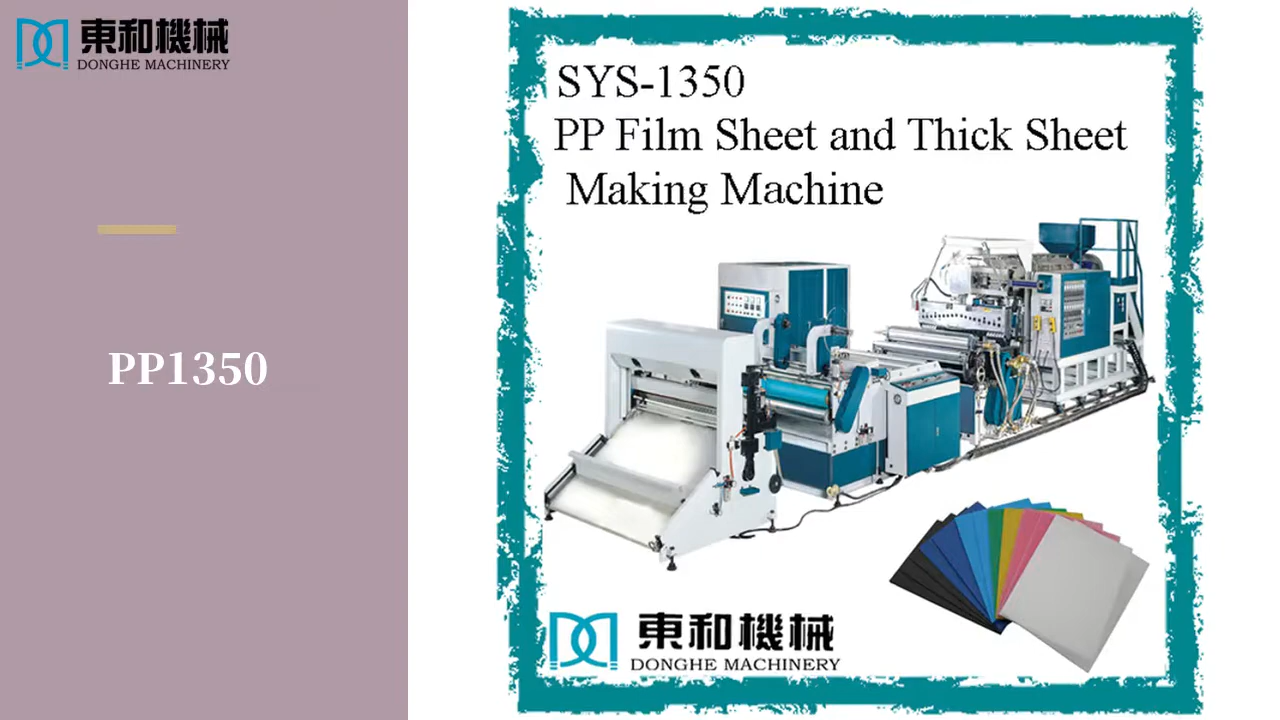 東和機械
DONGHE MACHINERY
PP1350
SYS-1350
PP Film Sheet and Thick Sheet
Making Machine
東和機械
DONGHE MACHINERY